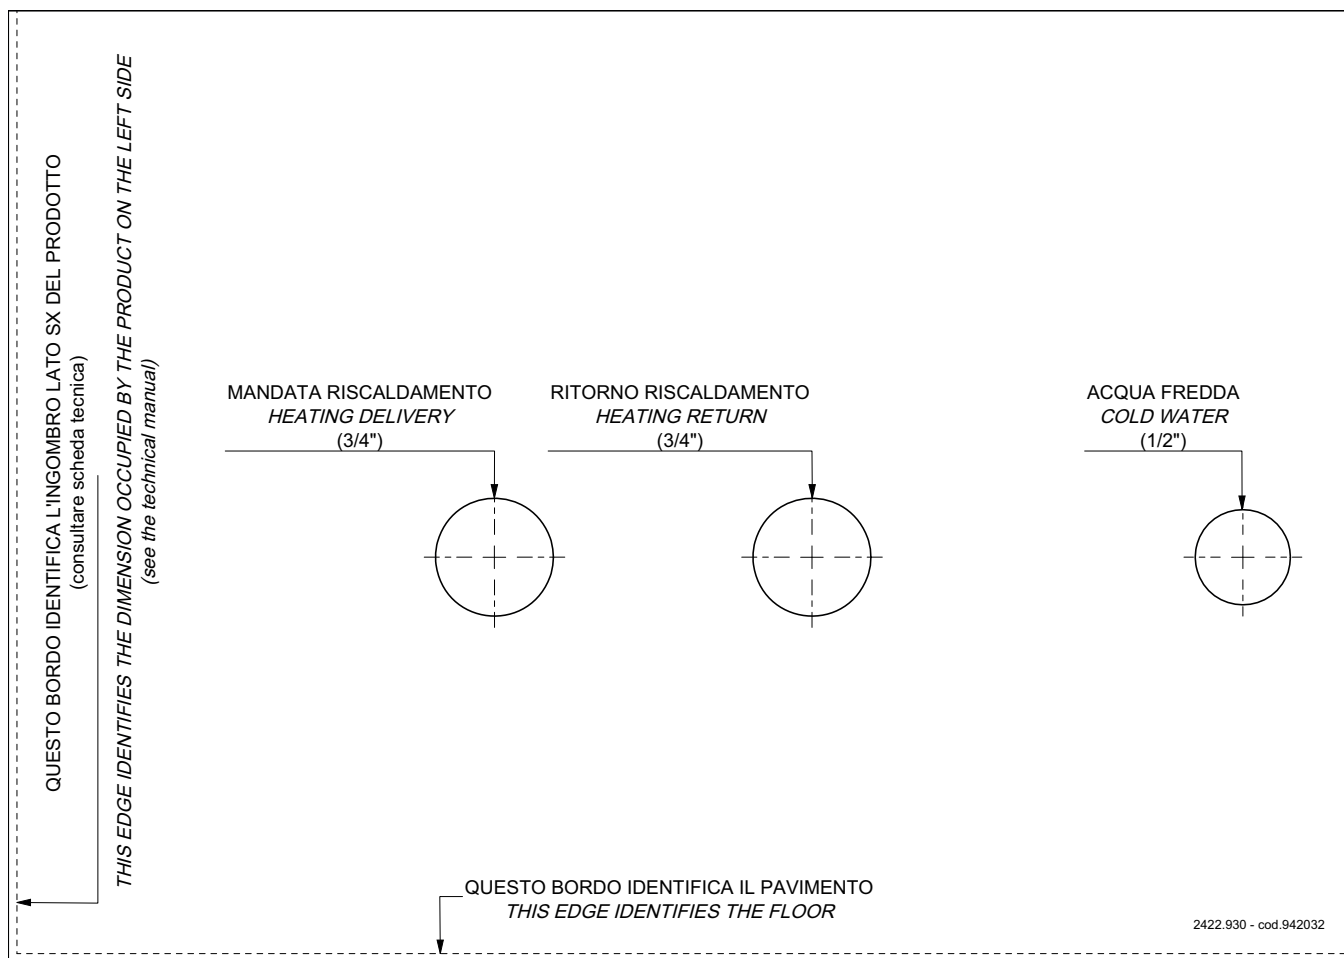 QUESTO BORDO IDENTIFICA L'INGOMBRO LATO SX DEL PRODOTTO
(consultare scheda tecnica)
THIS EDGE IDENTIFIES THE DIMENSION OCCUPIED BY THE PRODUCT ON THE LEFT SIDE
(see the technical manual)
MANDATA RISCALDAMENTO
HEATING DELIVERY
(3/4")
RITORNO RISCALDAMENTO
HEATING RETURN
(3/4")
ACQUA FREDDA
COLD WATER
(1/2")
QUESTO BORDO IDENTIFICA IL PAVIMENTO
THIS EDGE IDENTIFIES THE FLOOR
2422.930 - cod.942032